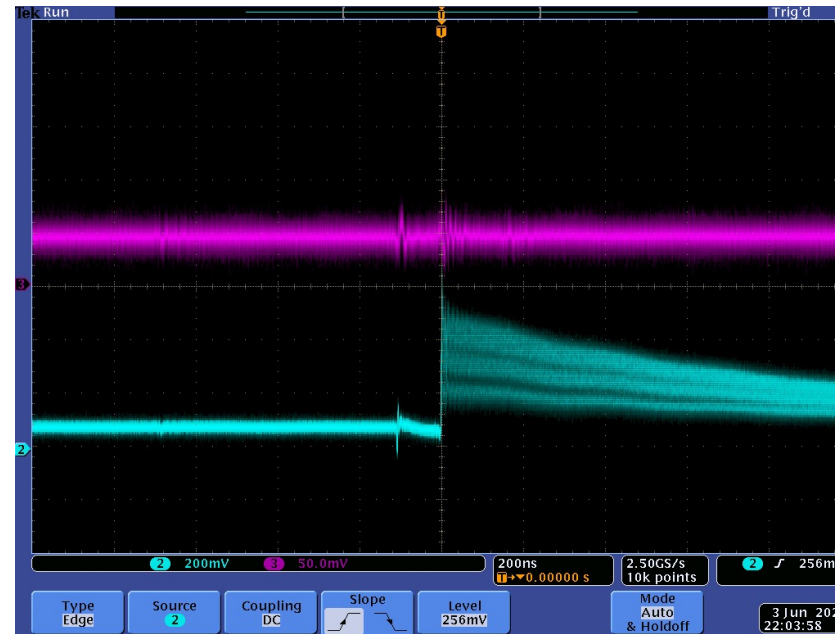 Tek Run Trig'd
T
T
3
2
2 200mV 3 50.0mV
200ns
T→▼0.00000 s
2.50GS/s
10k points
2 256m
Type
Edge
Source
2
Coupling
DC
Slope
Level
256mV
Mode
Auto
& Holdoff
3 Jun 202
22:03:58